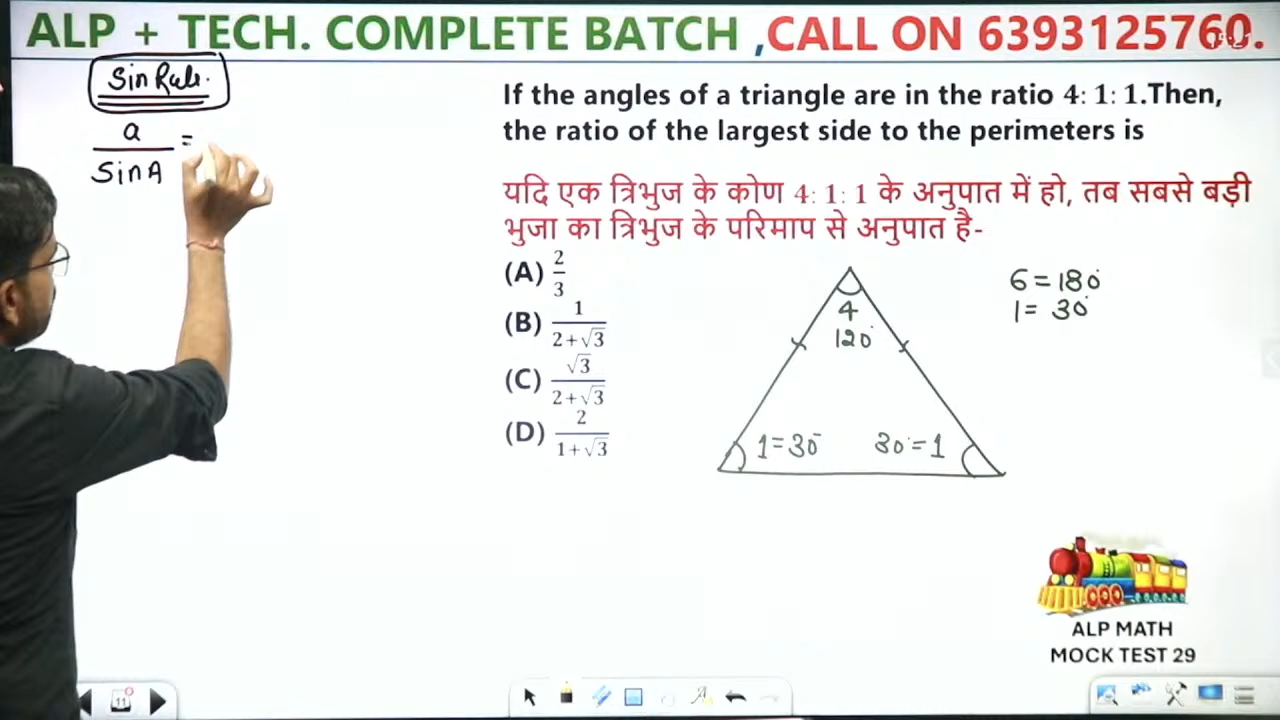 ALP + TECH. COMPLETE BATCH ,CALL ON 6393125760.
Sin Rule.
a
=
Sin A
If the angles of a triangle are in the ratio 4: 1: 1.Then,
the ratio of the largest side to the perimeters is
यदि एक त्रिभुज के कोण 4: 1: 1 के अनुपात में हो, तब सबसे बड़ी
भुजा का त्रिभुज के परिमाप से अनुपात है-
(A) 2/3
(B) 1/(2+√3)
(C) √3/(2+√3)
(D) 2/(1+√3)
6=180°
1= 30°
4
120°
1=30° 30°=1
ALP MATH
MOCK TEST 29
11